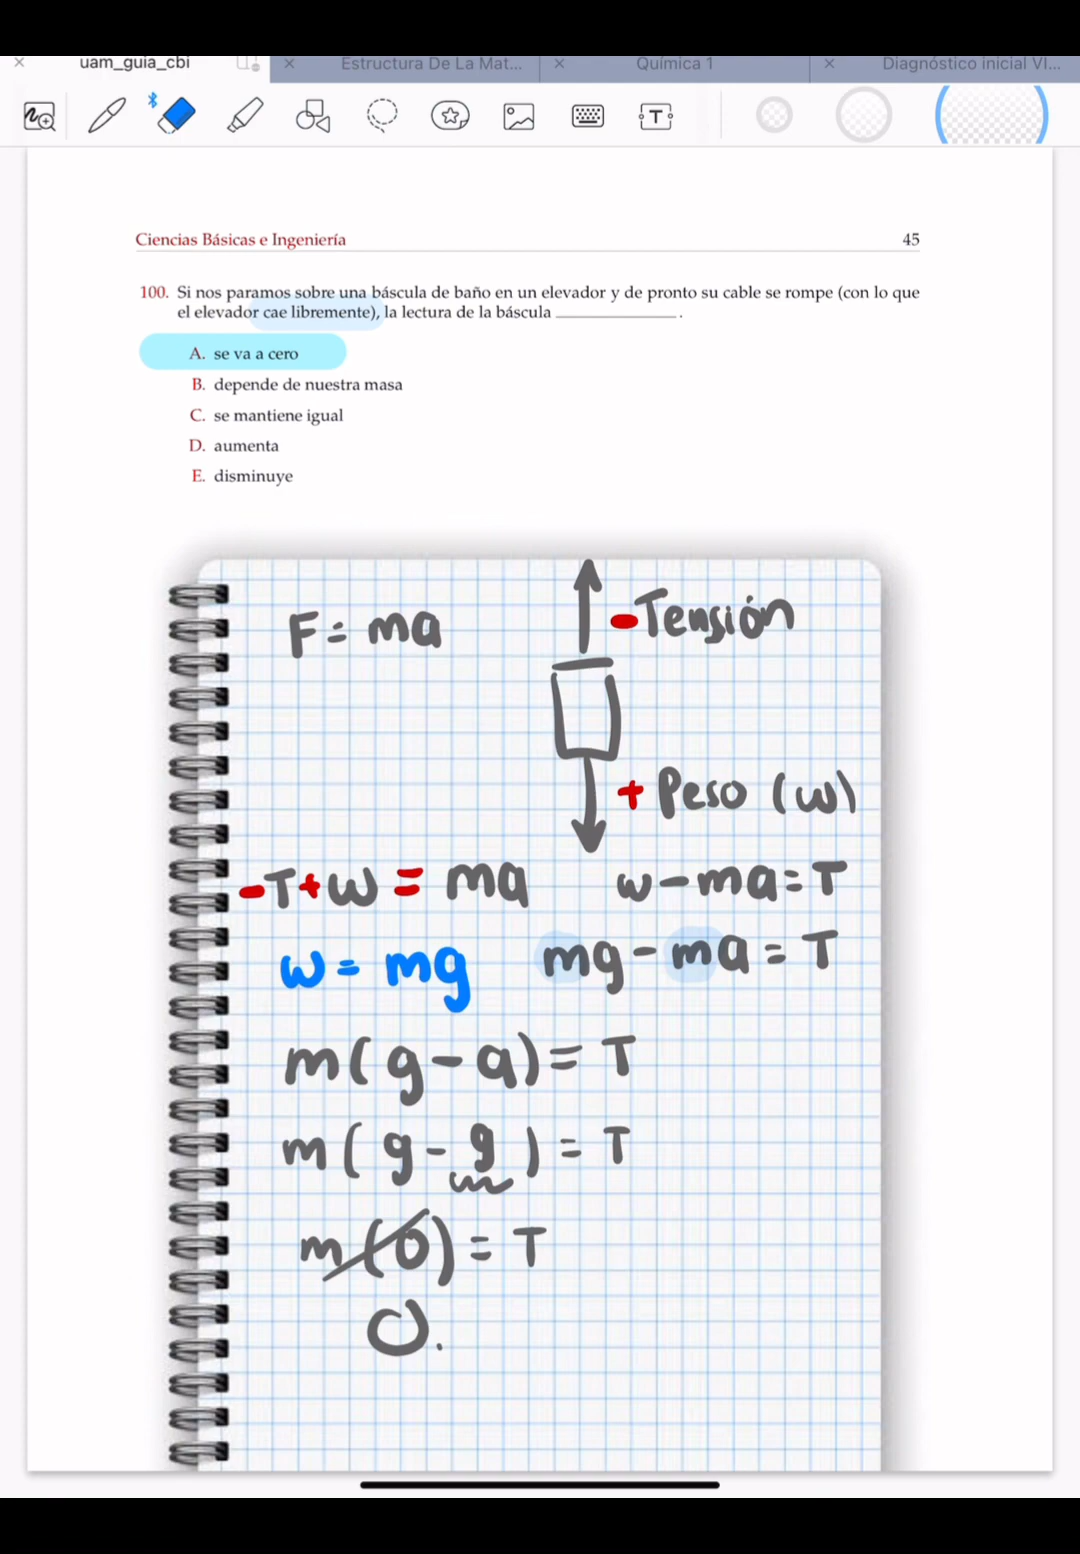 uam_guia_cbi
Estructura De La Mat...
Química 1
Diagnóstico inicial VI...
T
Ciencias Básicas e Ingeniería
45
100. Si nos paramos sobre una báscula de baño en un elevador y de pronto su cable se rompe (con lo que
el elevador cae libremente), la lectura de la báscula ____________.
A. se va a cero
B. depende de nuestra masa
C. se mantiene igual
D. aumenta
E. disminuye
F = ma
-Tensión
+ Peso (w)
-T+w = ma
w-ma=T
w = mg
mg-ma=T
m(g-a)=T
m(g-g)=T
m(0)=T
0.